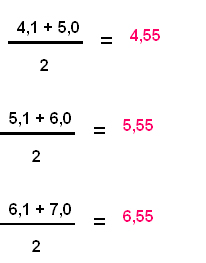 4,1 + 5,0
2
= 4,55
5,1 + 6,0
2
= 5,55
6,1 + 7,0
2
= 6,55